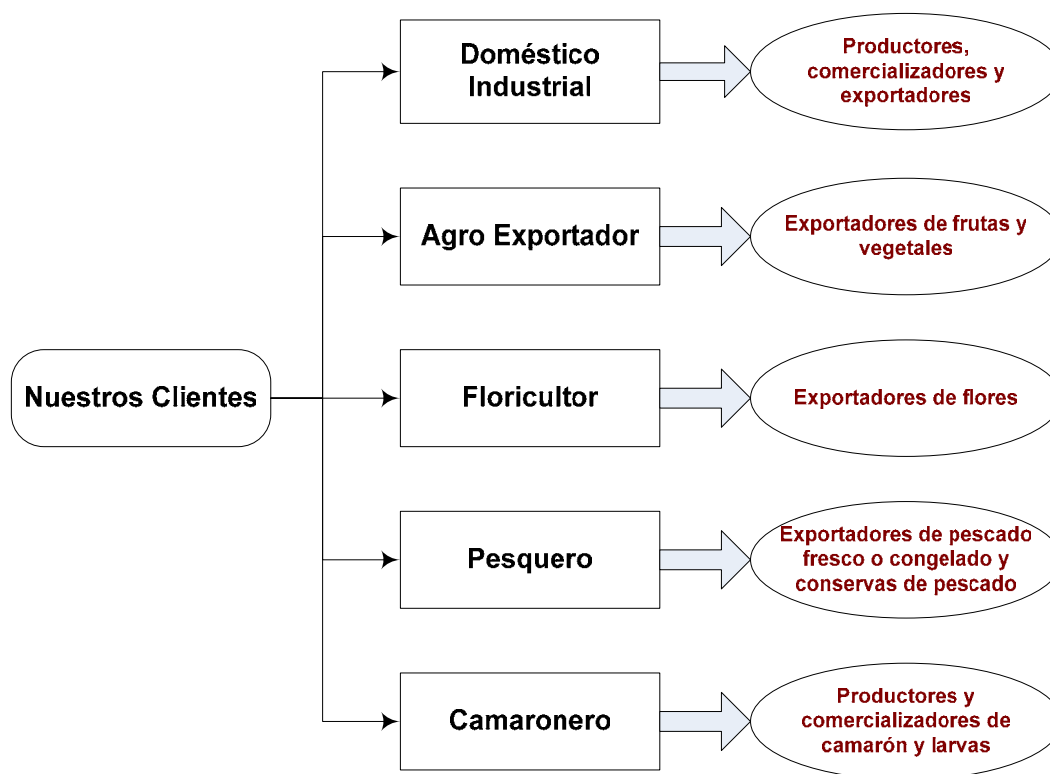 Nuestros Clientes
Doméstico
Industrial
Productores,
comercializadores y
exportadores
Agro Exportador
Exportadores de frutas y
vegetales
Floricultor
Exportadores de flores
Pesquero
Exportadores de pescado
fresco o congelado y
conservas de pescado
Camaronero
Productores y
comercializadores de
camarón y larvas